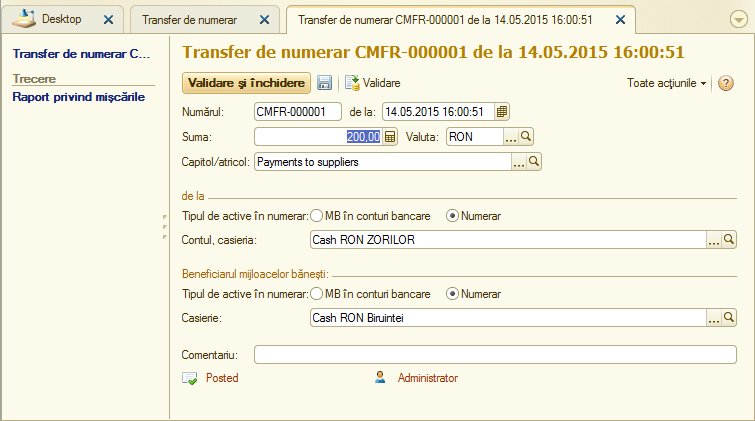 Desktop
Transfer de numerar
Transfer de numerar CMFR-000001 de la 14.05.2015 16:00:51
Transfer de numerar C...
Trecere
Raport privind mișcările
Transfer de numerar CMFR-000001 de la 14.05.2015 16:00:51
Validare și închidere Validare Toate acțiunile ?
Numărul: CMFR-000001 de la: 14.05.2015 16:00:51
Suma: 200,00 Valuta: RON ...
Capitol/atricol: Payments to suppliers ...
de la
Tipul de active în numerar: MB în conturi bancare Numerar
Contul, casieria: Cash RON ZORILOR ...
Beneficiarul mijloacelor bănești:
Tipul de active în numerar: MB în conturi bancare Numerar
Casierie: Cash RON Biruintei ...
Comentariu:
Posted Administrator